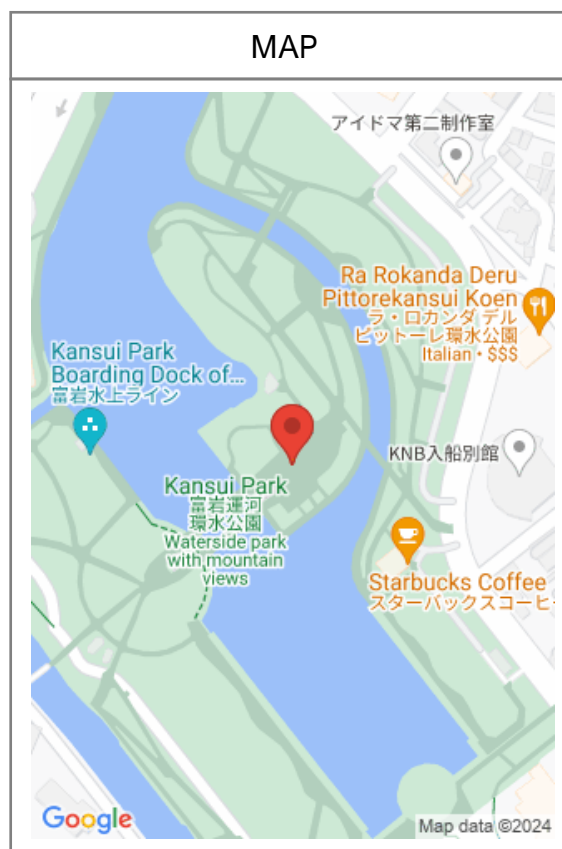 MAP
アイドマ第二制作室
Ra Rokanda Deru
Pittorekansui Koen
ラ・ロカンダ デル
ピットーレ環水公園
Italian・$$$
Kansui Park
Boarding Dock of...
富岩水上ライン
KNB入船別館
Kansui Park
富岩運河
環水公園
Waterside park
with mountain
views
Starbucks Coffee
スターバックスコーヒー
Google
Map data ©2024